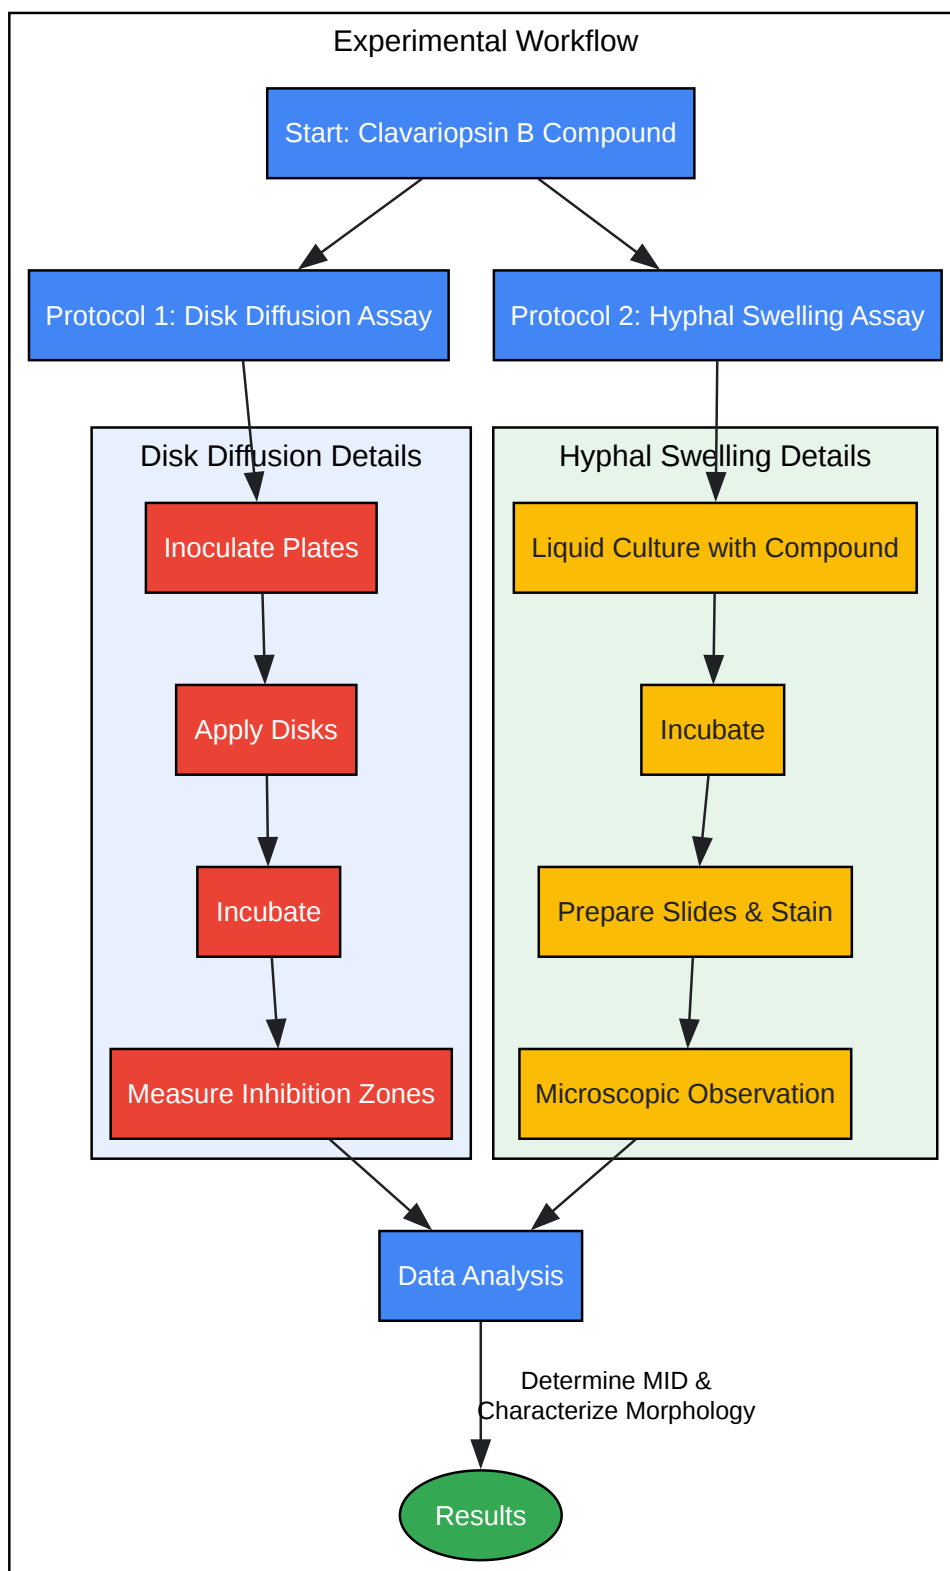 Experimental Workflow
Start: Clavariopsin B Compound
Protocol 1: Disk Diffusion Assay
Protocol 2: Hyphal Swelling Assay
Disk Diffusion Details
Inoculate Plates
Apply Disks
Incubate
Measure Inhibition Zones
Hyphal Swelling Details
Liquid Culture with Compound
Incubate
Prepare Slides & Stain
Microscopic Observation
Data Analysis
Determine MID &
Characterize Morphology
Results